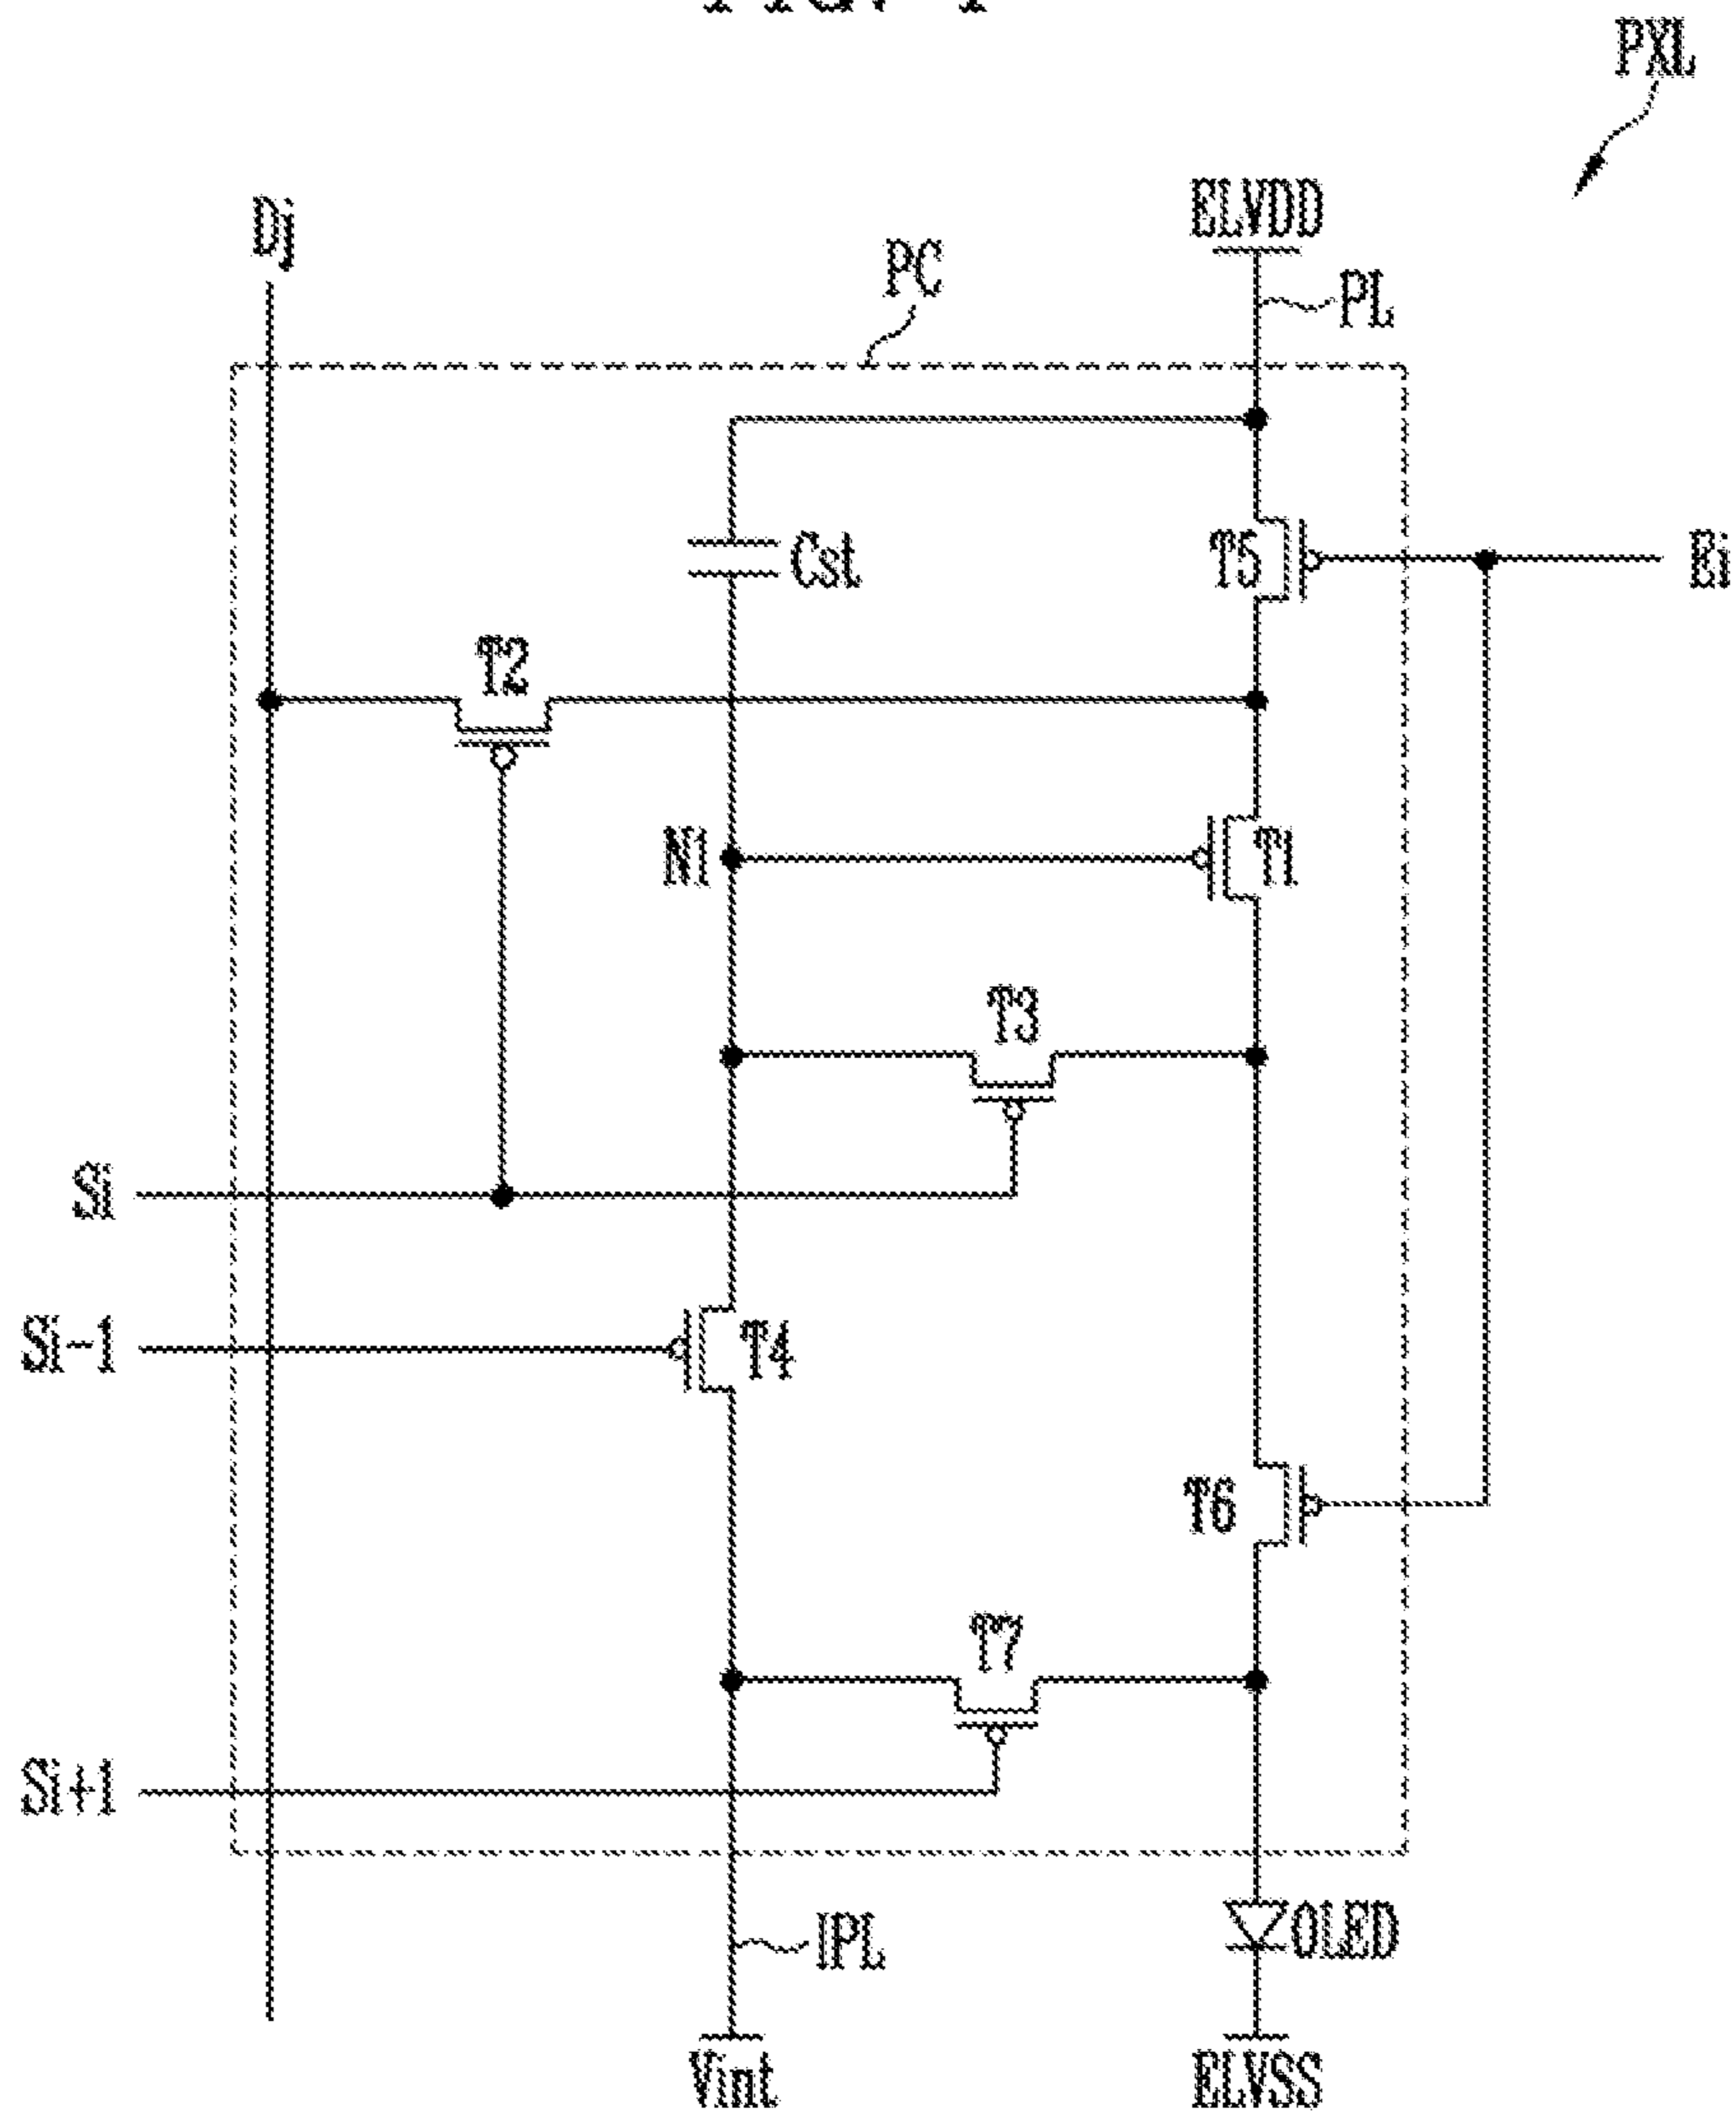 PXL
ELVDD
Dj
PC
PL
Cst
T5
Ei
T2
N1
T1
T3
Si
Si-1
T4
T6
T7
Si+1
IPL
OLED
Vint
ELVSS